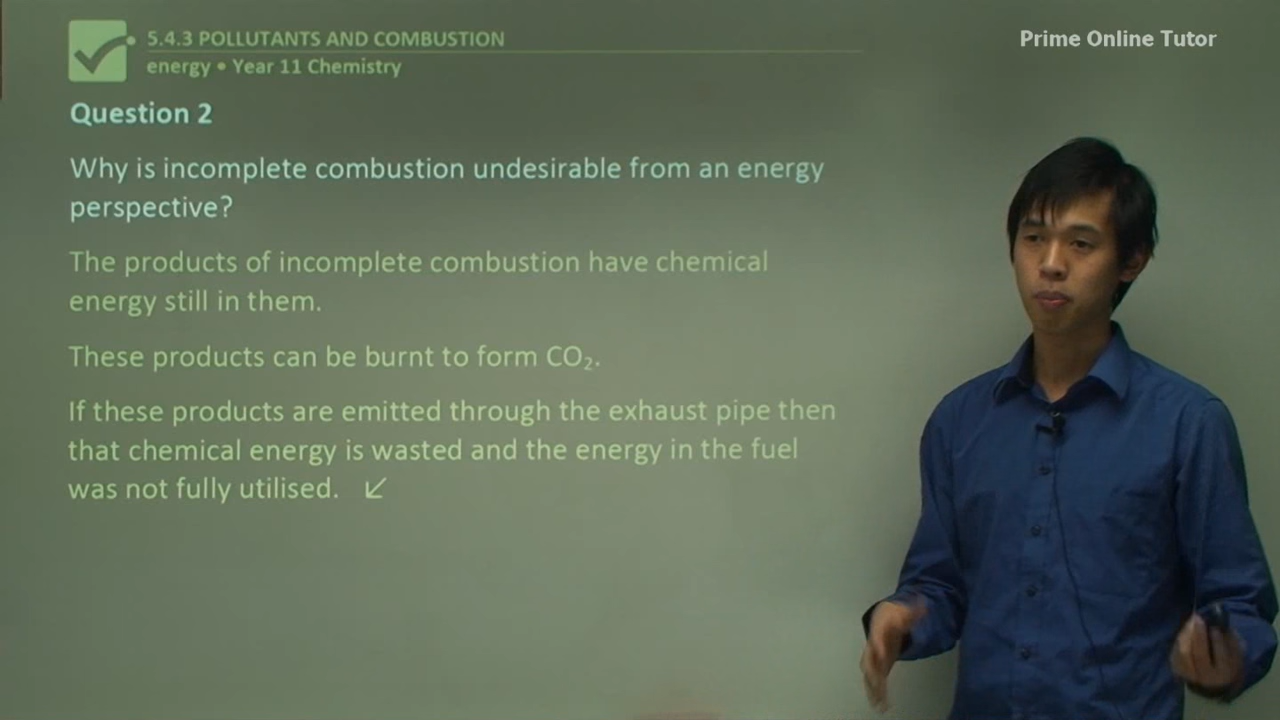 5.4.3 POLLUTANTS AND COMBUSTION
Prime Online Tutor
energy • Year 11 Chemistry
Question 2
Why is incomplete combustion undesirable from an energy
perspective?
The products of incomplete combustion have chemical
energy still in them.
These products can be burnt to form CO₂.
If these products are emitted through the exhaust pipe then
that chemical energy is wasted and the energy in the fuel
was not fully utilised.